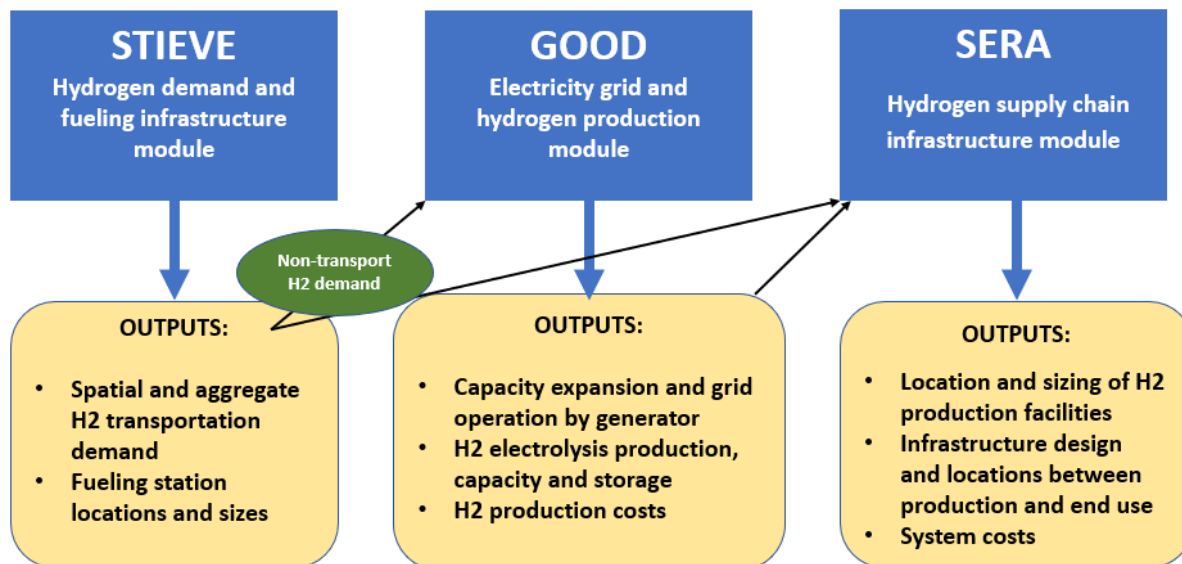 STIEVE
Hydrogen demand and
fueling infrastructure
module
GOOD
Electricity grid and
hydrogen production
module
SERA
Hydrogen supply chain
infrastructure module
Non-transport
H2 demand
OUTPUTS:
• Spatial and aggregate
H2 transportation
demand
• Fueling station
locations and sizes
OUTPUTS:
• Capacity expansion and grid
operation by generator
• H2 electrolysis production,
capacity and storage
• H2 production costs
OUTPUTS:
• Location and sizing of H2
production facilities
• Infrastructure design
and locations between
production and end use
• System costs